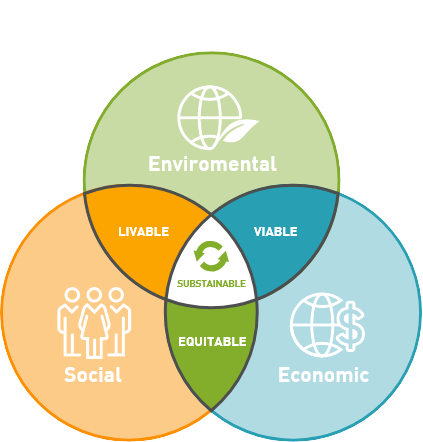 Enviromental
LIVABLE
VIABLE
SUBSTAINABLE
EQUITABLE
Social
Economic